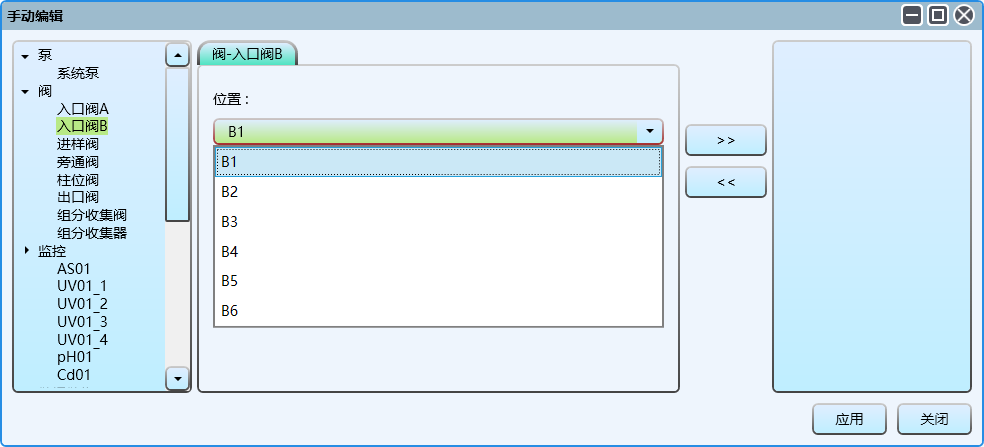 手动编辑
泵
系统泵
阀
入口阀A
入口阀B
进样阀
旁通阀
柱位阀
出口阀
组分收集阀
组分收集器
监控
AS01
UV01_1
UV01_2
UV01_3
UV01_4
pH01
Cd01
阀-入口阀B
位置：
B1
B1
B2
B3
B4
B5
B6
>>
<<
应用
关闭